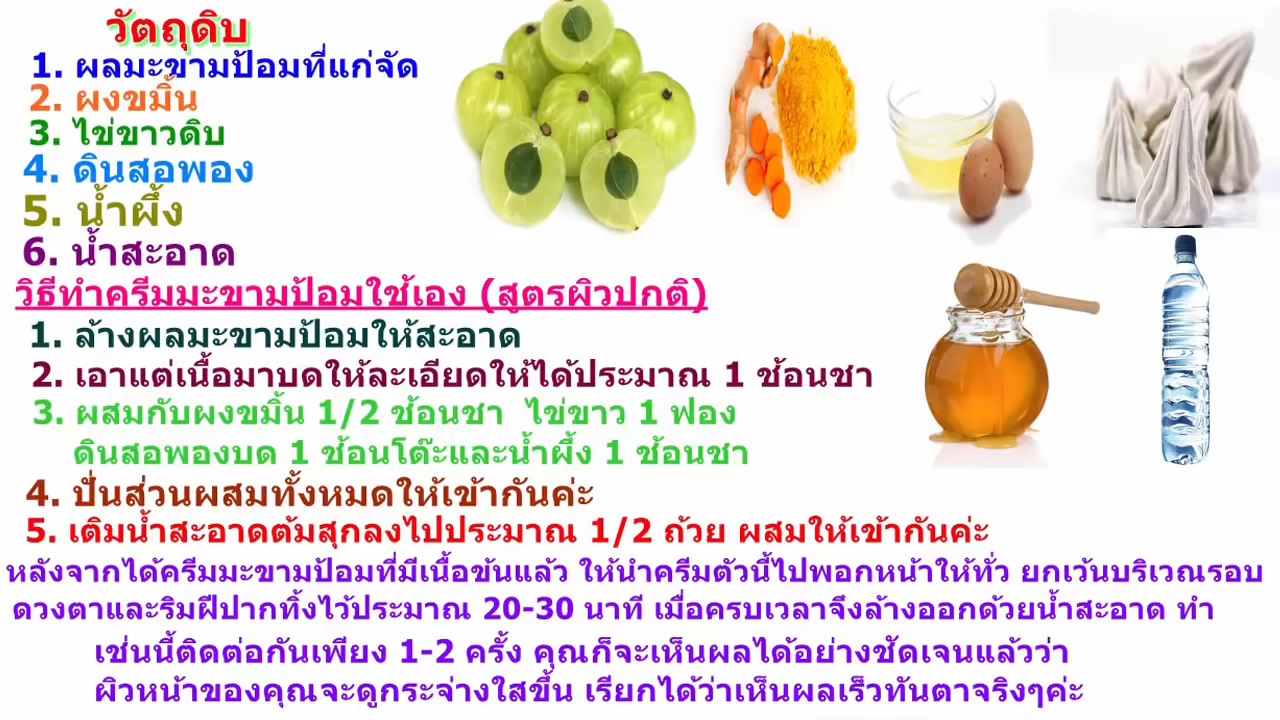 วัตถุดิบ
1. ผลมะขามป้อมที่แก่จัด
2. ผงขมิ้น
3. ไข่ขาวดิบ
4. ดินสอพอง
5. น้ำผึ้ง
6. น้ำสะอาด
วิธีทำครีมมะขามป้อมใช้เอง (สูตรผิวปกติ)
1. ล้างผลมะขามป้อมให้สะอาด
2. เอาแต่เนื้อมาบดให้ละเอียดให้ได้ประมาณ 1 ช้อนชา
3. ผสมกับผงขมิ้น 1/2 ช้อนชา ไข่ขาว 1 ฟอง
ดินสอพองบด 1 ช้อนโต๊ะและน้ำผึ้ง 1 ช้อนชา
4. ปั่นส่วนผสมทั้งหมดให้เข้ากันค่ะ
5. เติมน้ำสะอาดต้มสุกลงไปประมาณ 1/2 ถ้วย ผสมให้เข้ากันค่ะ
หลังจากได้ครีมมะขามป้อมที่มีเนื้อข้นแล้ว ให้นำครีมตัวนี้ไปพอกหน้าให้ทั่ว ยกเว้นบริเวณรอบ
ดวงตาและริมฝีปากทิ้งไว้ประมาณ 20-30 นาที เมื่อครบเวลาจึงล้างออกด้วยน้ำสะอาด ทำ
เช่นนี้ติดต่อกันเพียง 1-2 ครั้ง คุณก็จะเห็นผลได้อย่างชัดเจนแล้วว่า
ผิวหน้าของคุณจะดูกระจ่างใสขึ้น เรียกได้ว่าเห็นผลเร็วทันตาจริงๆค่ะ